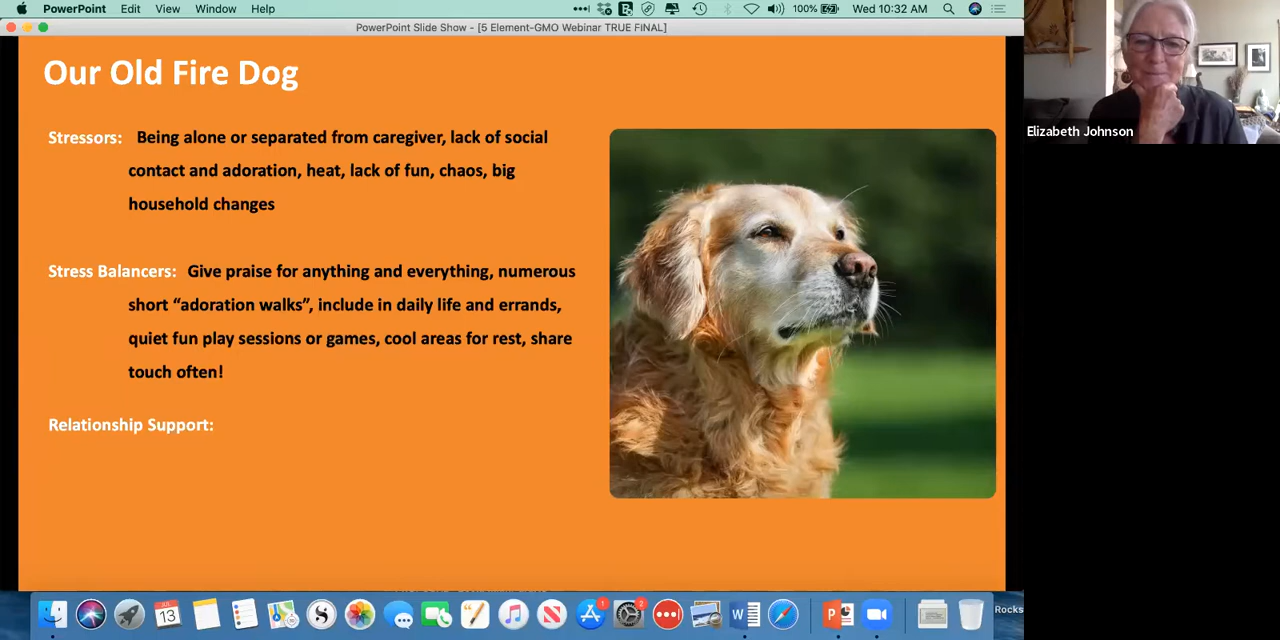 PowerPoint Edit View Window Help 100% Wed 10:32 AM
PowerPoint Slide Show - [5 Element-GMO Webinar TRUE FINAL]
Our Old Fire Dog
Stressors: Being alone or separated from caregiver, lack of social
contact and adoration, heat, lack of fun, chaos, big
household changes
Stress Balancers: Give praise for anything and everything, numerous
short “adoration walks”, include in daily life and errands,
quiet fun play sessions or games, cool areas for rest, share
touch often!
Relationship Support:
Elizabeth Johnson
JUL
13
1
2
Rocks